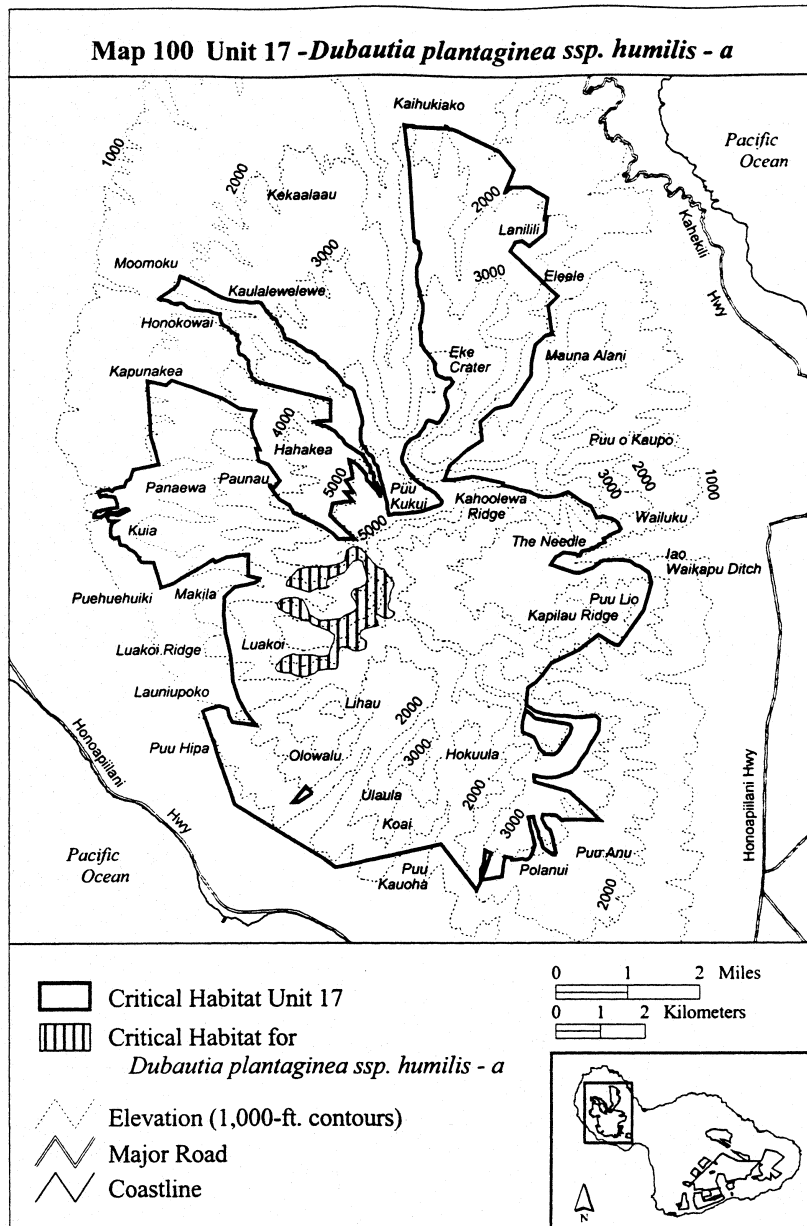 Map 100 Unit 17 - Dubautia plantaginea ssp. humilis - a
Kaihukiako
Pacific
Ocean
1000
2000
Kekaalaau
2000
Kahekili
Hwy
Lanilili
3000
Moomoku
Kaulalewelewe
3000
Eleele
Honokowai
Eke
Crater
Mauna Alani
Kapunakea
4000
Hahakea
Puu o Kaupo
3000
2000
1000
Panaewa
Paunau
5000
Puu
Kukui
Kahoolewa
Ridge
Wailuku
Kuia
5000
The Needle
Iao
Waikapu Ditch
Puehuehuiki
Makila
Puu Lio
Kapilau Ridge
Luakoi Ridge
Luakoi
Launiupoko
Lihau
2000
Honoapiilani
Hwy
Puu Hipa
Olowalu
3000
Hokuula
Ulaula
2000
Honoapiilani Hwy
Koai
3000
Pacific
Ocean
Puu
Kauoha
Polanui
Puu Anu
2000
Critical Habitat Unit 17
Critical Habitat for
Dubautia plantaginea ssp. humilis - a
Elevation (1,000-ft. contours)
Major Road
Coastline
0 1 2 Miles
0 1 2 Kilometers
N